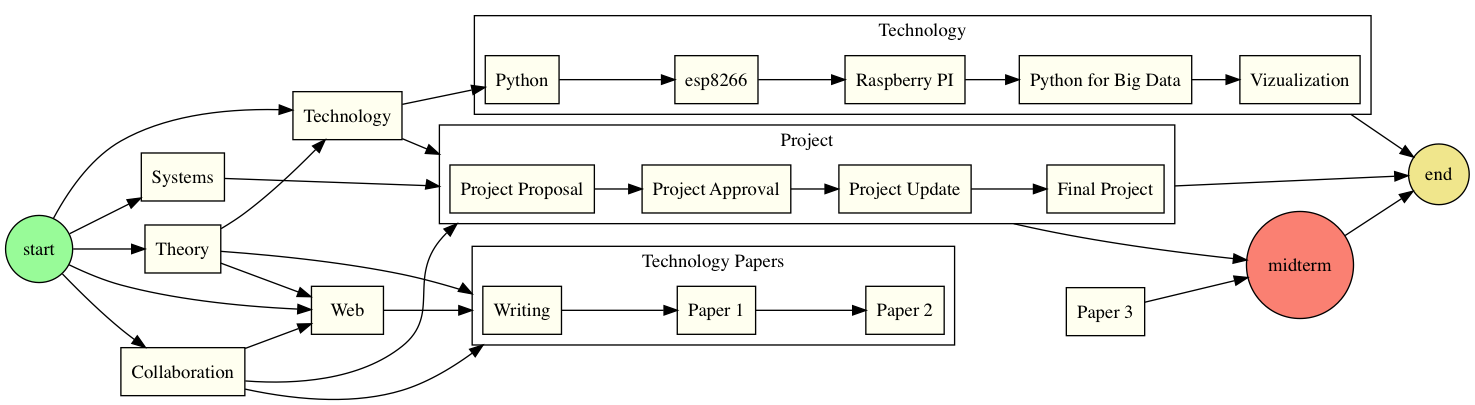 Technology
Python
esp8266
Raspberry PI
Python for Big Data
Vizualization
Technology
Project
Systems
Project Proposal
Project Approval
Project Update
Final Project
end
start
Theory
Technology Papers
midterm
Web
Writing
Paper 1
Paper 2
Paper 3
Collaboration